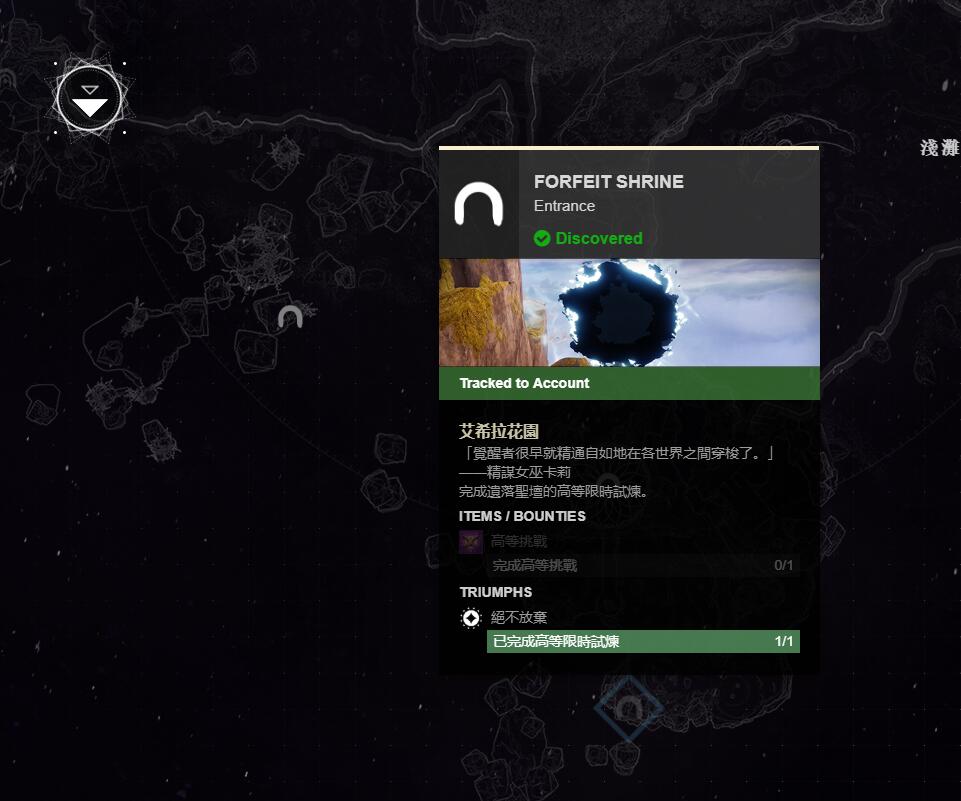 淺灘
FORFEIT SHRINE
Entrance
Discovered
Tracked to Account
艾希拉花園
「覺醒者很早就精通自如地在各世界之間穿梭了。」
——精謀女巫卡莉
完成遺落聖壇的高等限時試煉。
ITEMS / BOUNTIES
高等挑戰
完成高等挑戰 0/1
TRIUMPHS
絕不放棄
已完成高等限時試煉 1/1